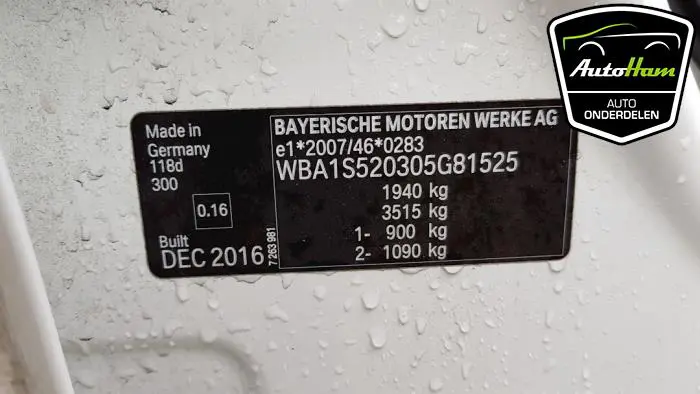 Made in
Germany
118d
300
0.16
Built
DEC 2016
7 263 981
BAYERISCHE MOTOREN WERKE AG
e1*2007/46*0283
WBA1S520305G81525
1940 kg
3515 kg
1- 900 kg
2- 1090 kg
AutoHam
AUTO
ONDERDELEN